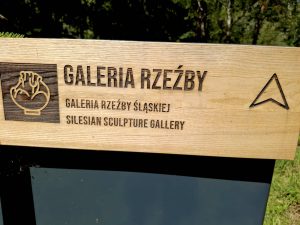 GALERIA RZEŹBY
GALERIA RZEŹBY ŚLĄSKIEJ
SILESIAN SCULPTURE GALLERY